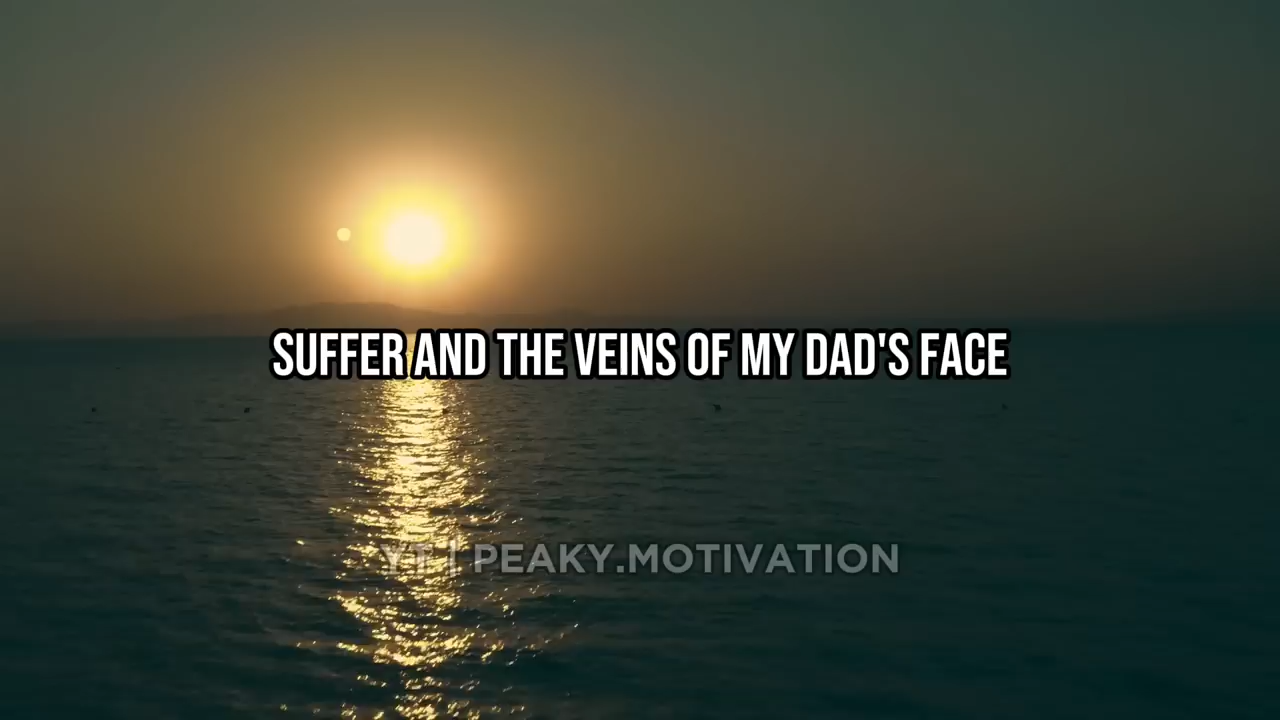 SUFFER AND THE VEINS OF MY DAD'S FACE
YT | PEAKY.MOTIVATION